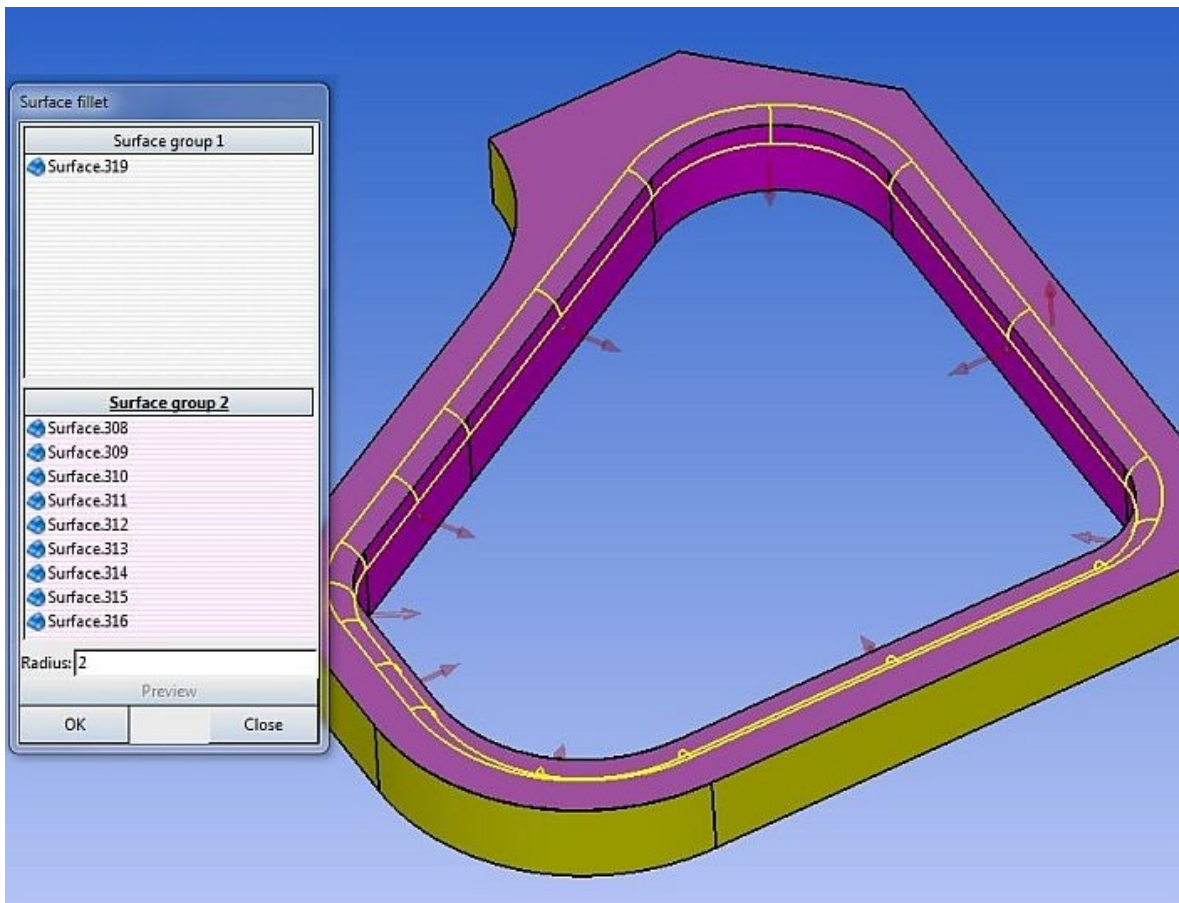 Surface fillet
Surface group 1
Surface.319
Surface group 2
Surface.308
Surface.309
Surface.310
Surface.311
Surface.312
Surface.313
Surface.314
Surface.315
Surface.316
Radius: 2
Preview
OK Close